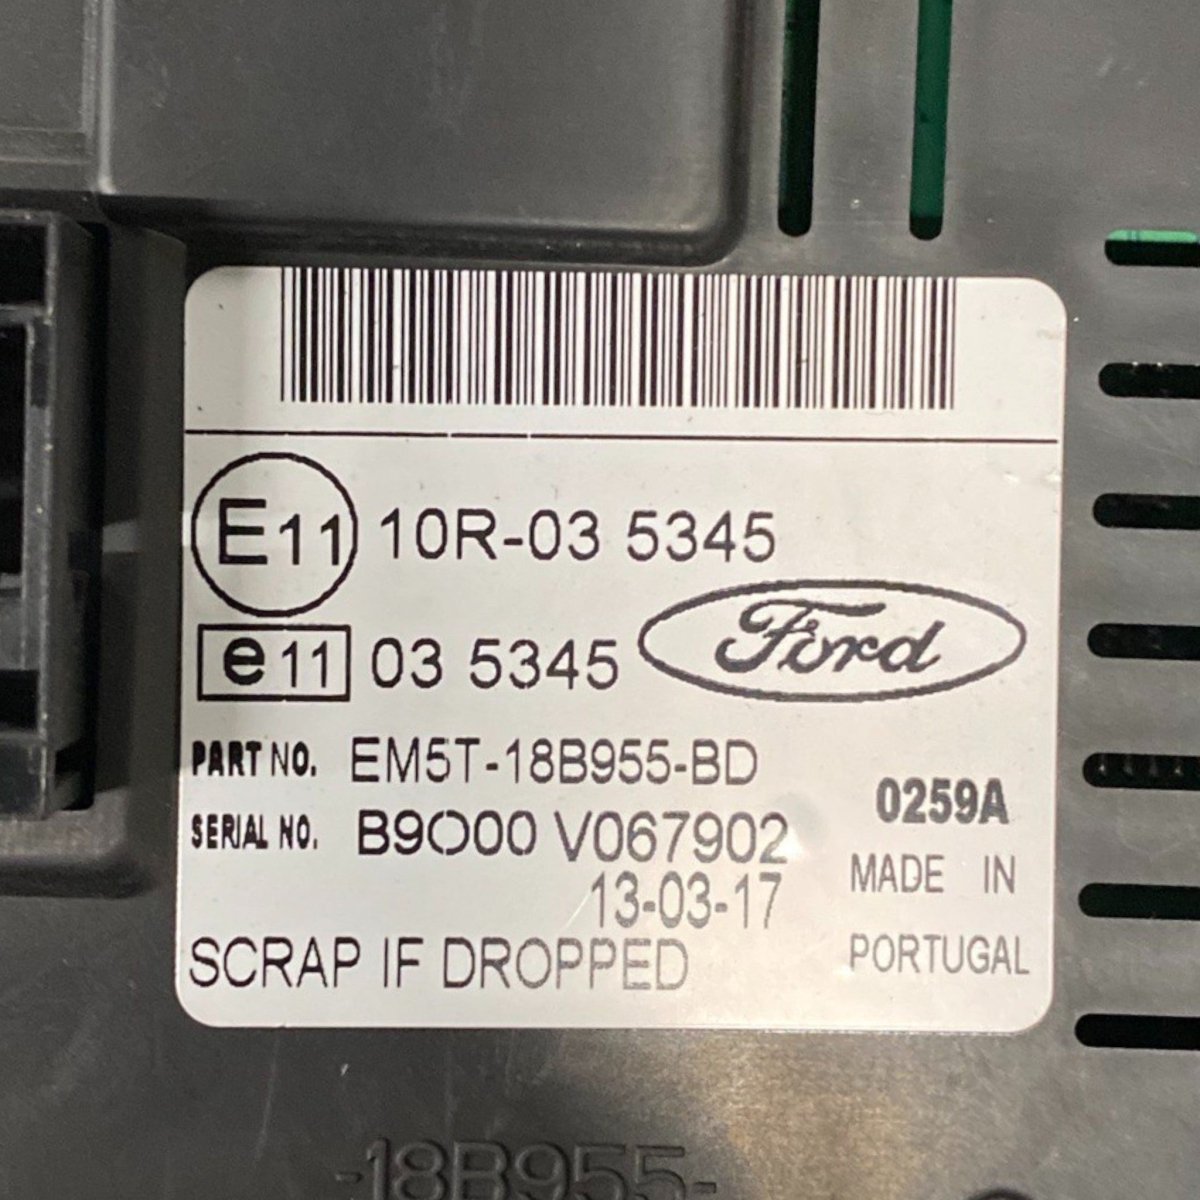 E11 10R-03 5345
e11 03 5345 Ford
PART NO. EM5T-18B955-BD
0259A
SERIAL NO. B9O00 V067902
13-03-17
MADE IN
PORTUGAL
SCRAP IF DROPPED
-18B955-